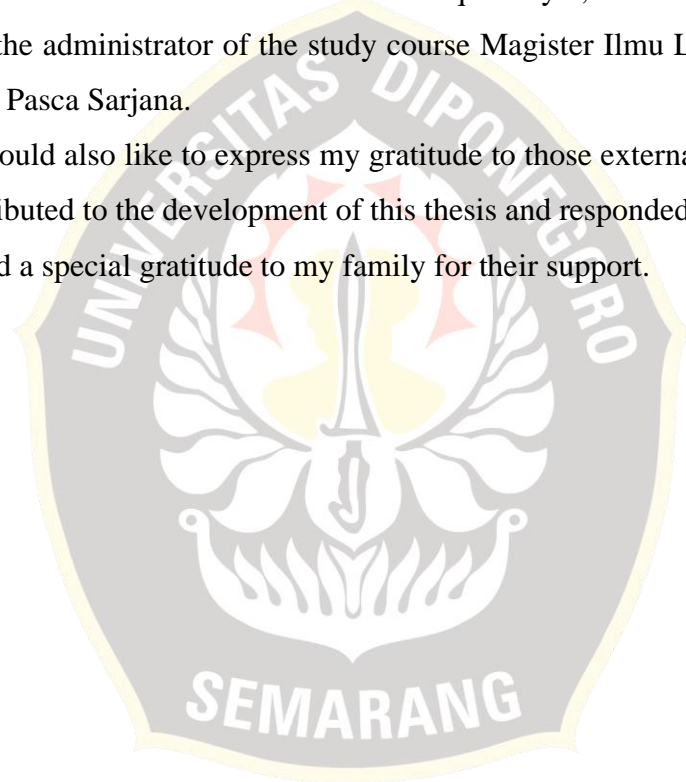 the administrator of the study course Magister Ilmu L
Pasca Sarjana.
ould also like to express my gratitude to those externa
ibuted to the development of this thesis and responded
d a special gratitude to my family for their support.
UNIVERSITAS DIPONEGORO
SEMARANG